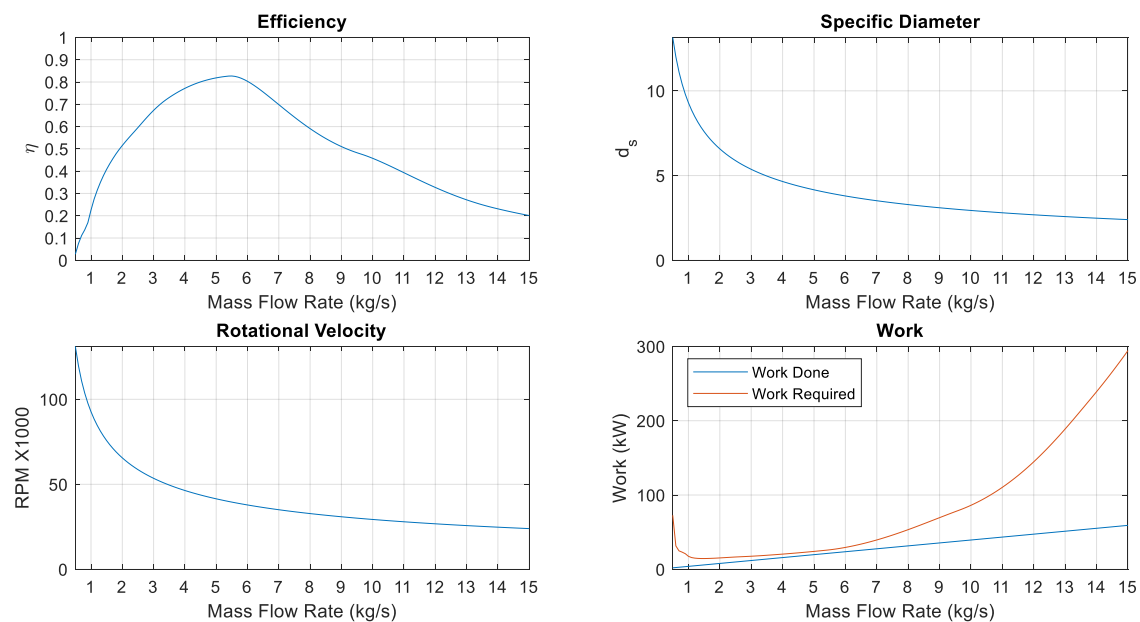 Efficiency
1
0.9
0.8
0.7
0.6
0.5
0.4
0.3
0.2
0.1
0
η
1 2 3 4 5 6 7 8 9 10 11 12 13 14 15
Mass Flow Rate (kg/s)
Specific Diameter
10
5
0
d_s
1 2 3 4 5 6 7 8 9 10 11 12 13 14 15
Mass Flow Rate (kg/s)
Rotational Velocity
100
50
0
RPM X1000
1 2 3 4 5 6 7 8 9 10 11 12 13 14 15
Mass Flow Rate (kg/s)
Work
300
200
100
0
Work (kW)
Work Done
Work Required
1 2 3 4 5 6 7 8 9 10 11 12 13 14 15
Mass Flow Rate (kg/s)